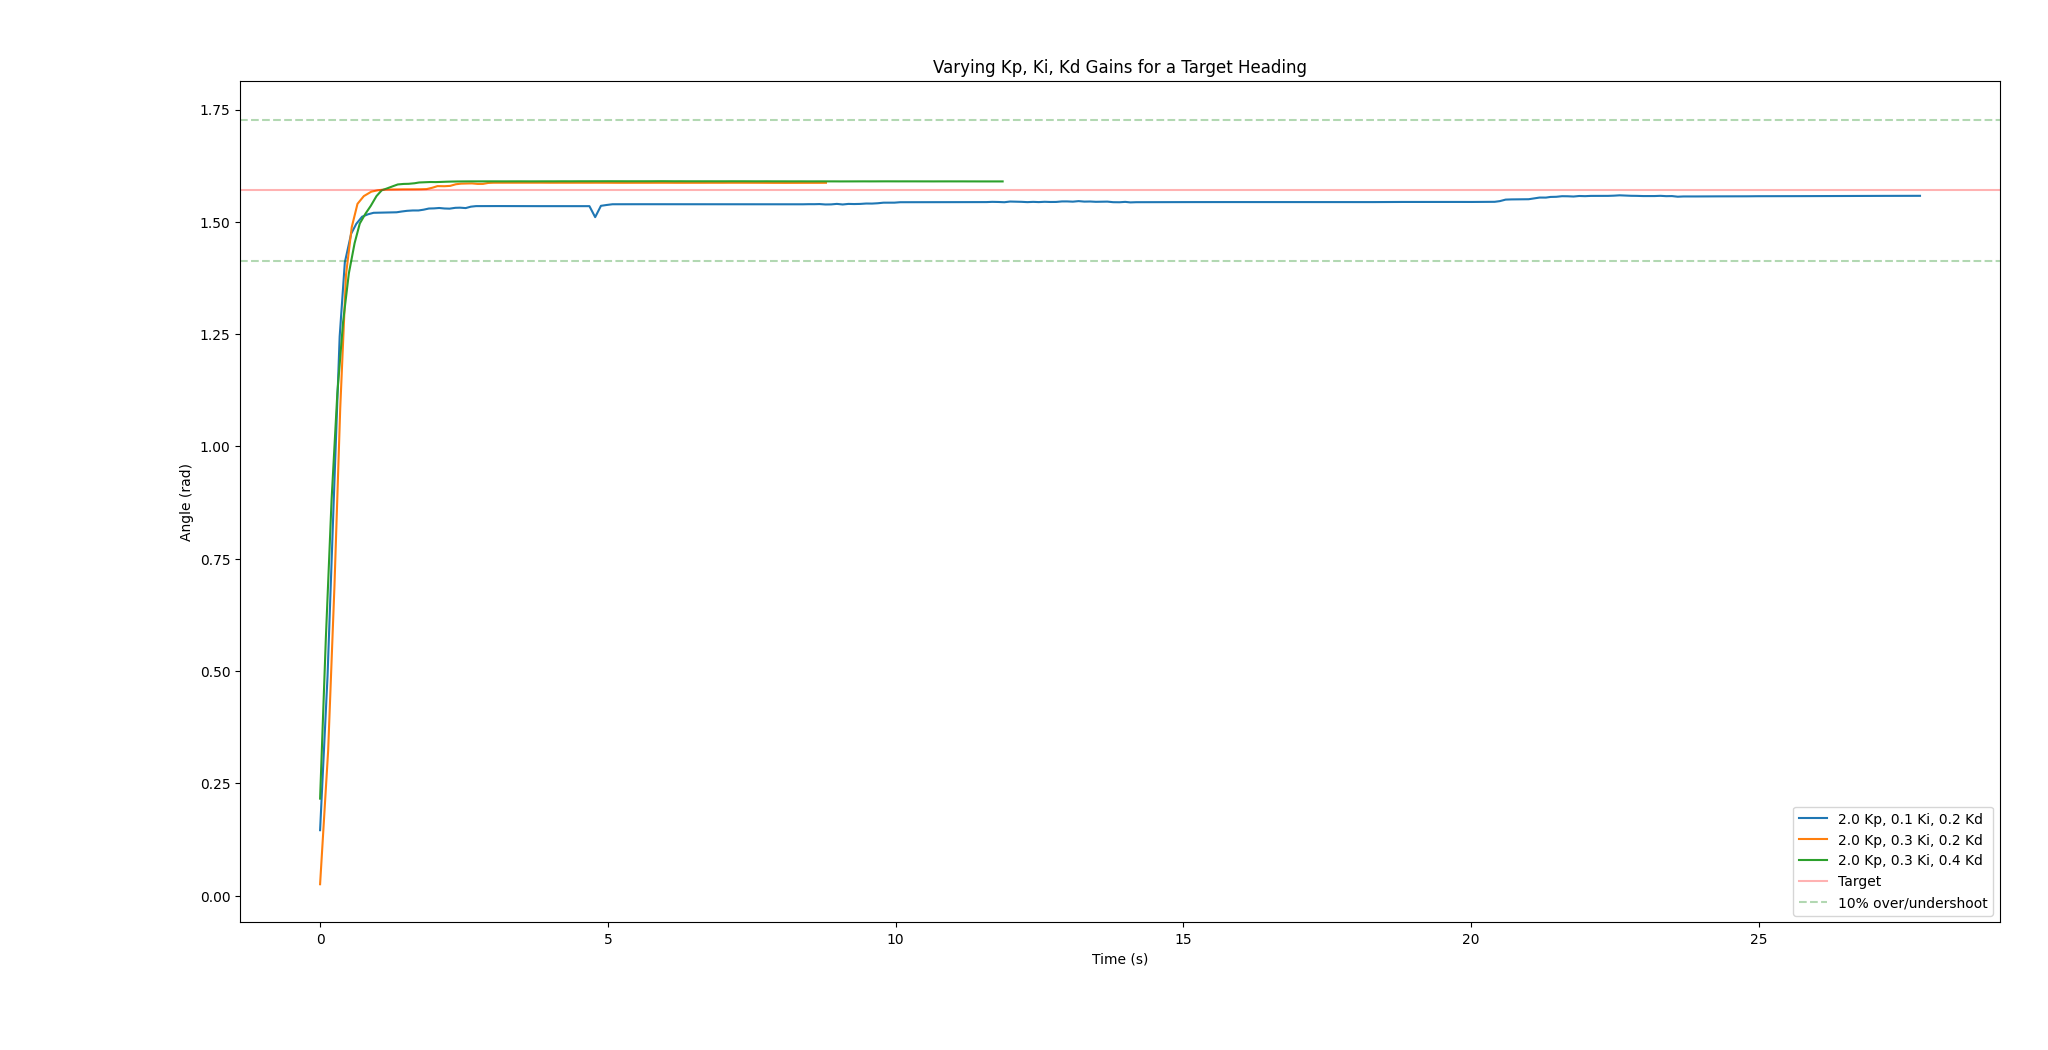 Varying Kp, Ki, Kd Gains for a Target Heading
1.75
1.50
1.25
1.00
0.75
0.50
0.25
0.00
Angle (rad)
0 5 10 15 20 25
Time (s)
2.0 Kp, 0.1 Ki, 0.2 Kd
2.0 Kp, 0.3 Ki, 0.2 Kd
2.0 Kp, 0.3 Ki, 0.4 Kd
Target
10% over/undershoot